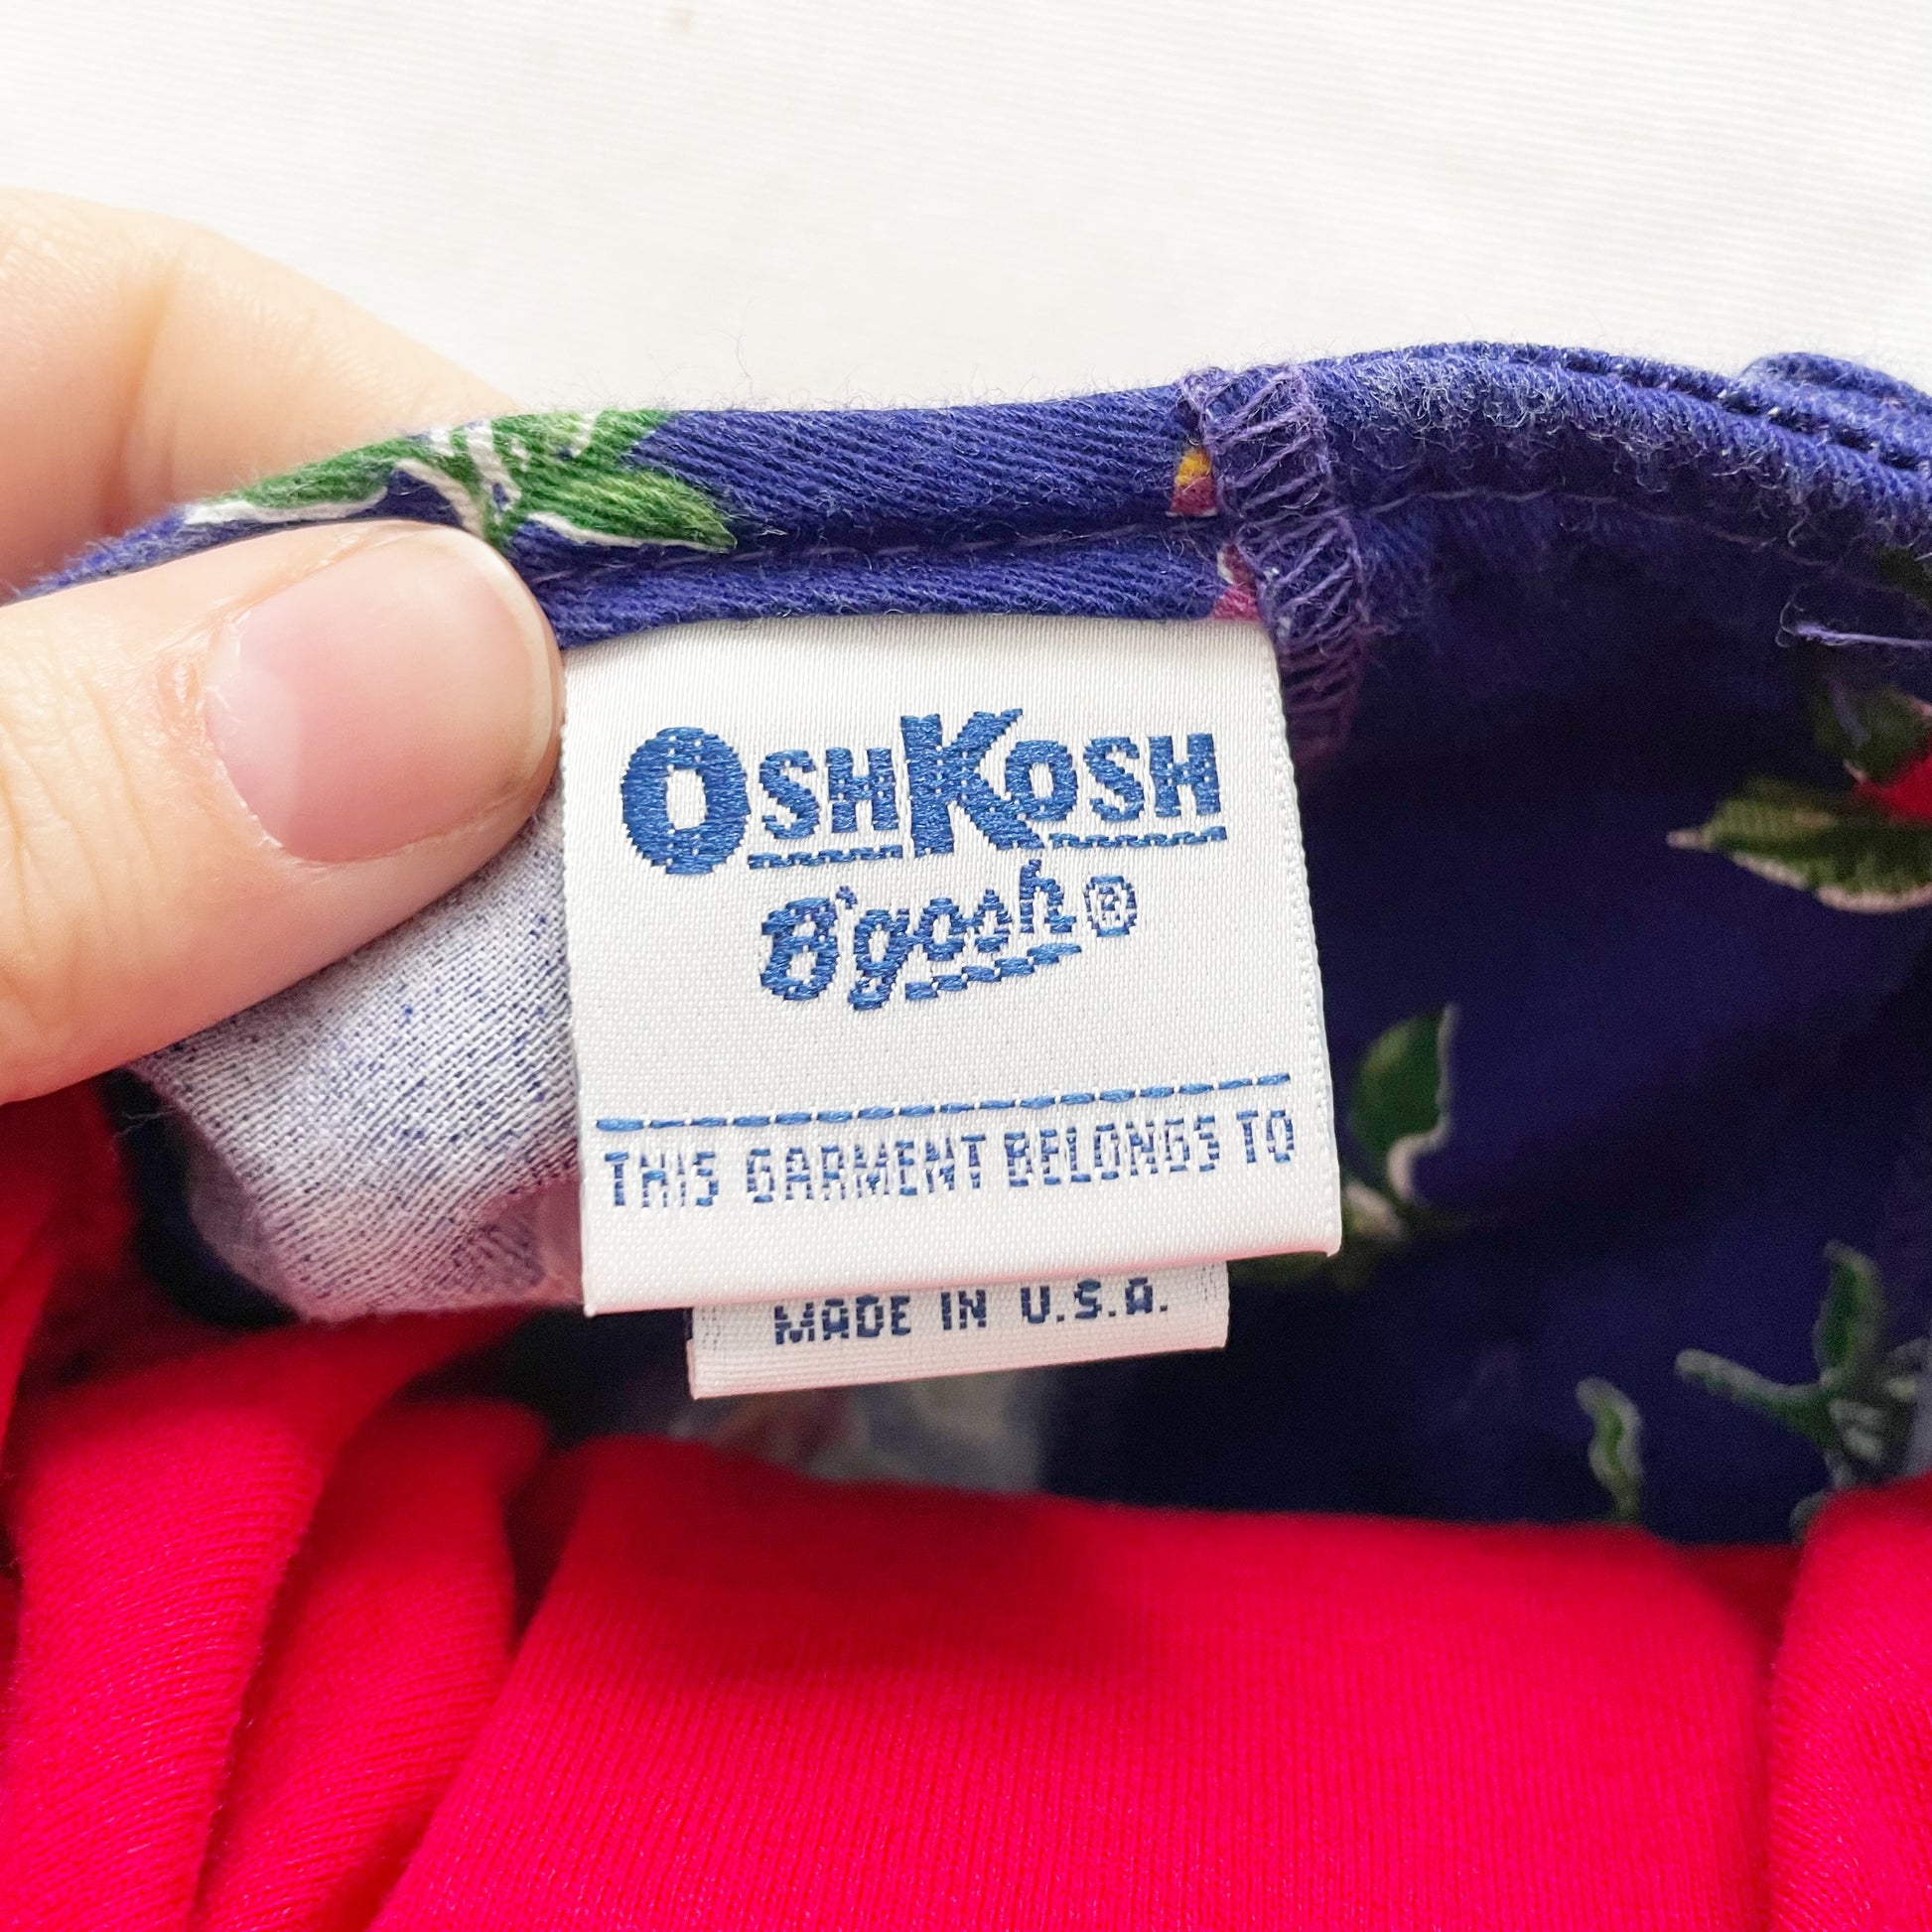 OSHKOSH
B'gosh®
THIS GARMENT BELONGS TO
MADE IN U.S.A.